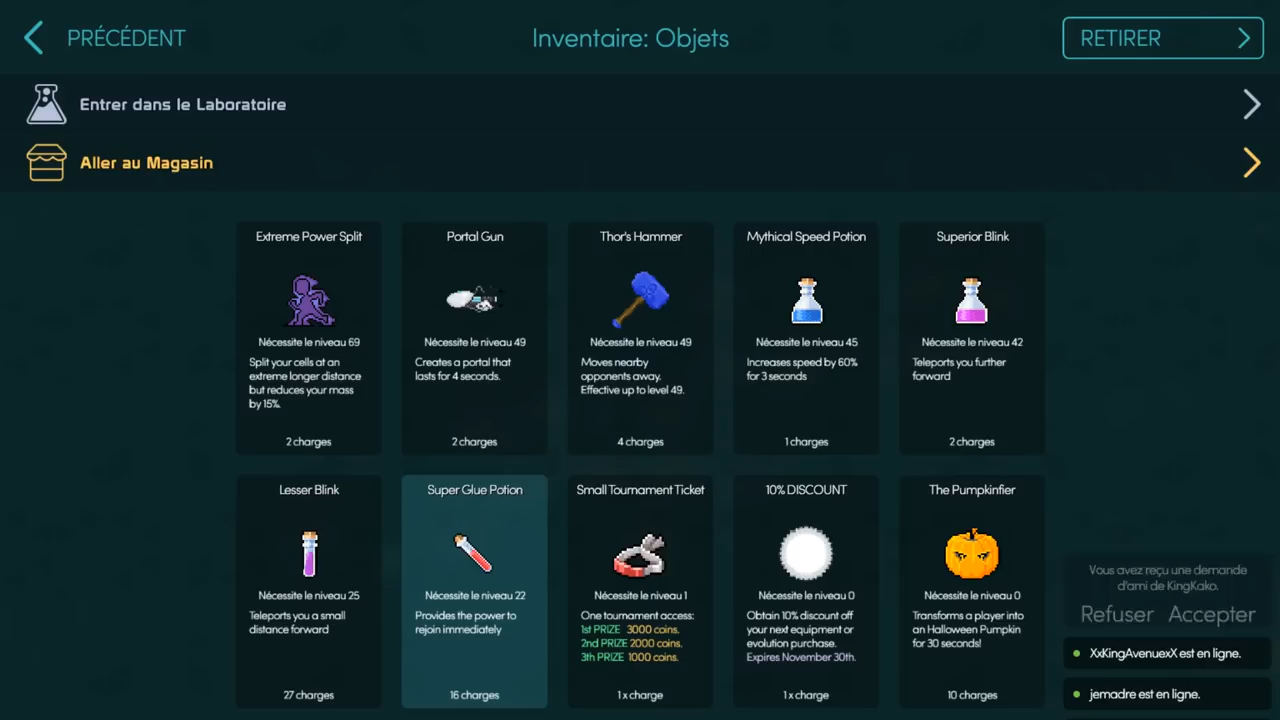 PRÉCÉDENT
Inventaire: Objets
RETIRER
Entrer dans le Laboratoire
Aller au Magasin
Extreme Power Split
Nécessite le niveau 69
Split your cells at an
extreme longer distance
but reduces your mass
by 15%.
2 charges
Portal Gun
Nécessite le niveau 49
Creates a portal that
lasts for 4 seconds.
2 charges
Thor's Hammer
Nécessite le niveau 49
Moves nearby
opponents away.
Effective up to level 49.
4 charges
Mythical Speed Potion
Nécessite le niveau 45
Increases speed by 60%
for 3 seconds
1 charges
Superior Blink
Nécessite le niveau 42
Teleports you further
forward
2 charges
Lesser Blink
Nécessite le niveau 25
Teleports you a small
distance forward
27 charges
Super Glue Potion
Nécessite le niveau 22
Provides the power to
rejoin immediately
16 charges
Small Tournament Ticket
Nécessite le niveau 1
One tournament access:
1st PRIZE 3000 coins.
2nd PRIZE 2000 coins.
3th PRIZE 1000 coins.
1 x charge
10% DISCOUNT
Nécessite le niveau 0
Obtain 10% discount off
your next equipment or
evolution purchase.
Expires November 30th.
1 x charge
The Pumpkinfier
Nécessite le niveau 0
Transforms a player into
an Halloween Pumpkin
for 30 seconds!
10 charges
Vous avez reçu une demande
d'ami de KingKako.
Refuser Accepter
XxKingAvenuexX est en ligne.
jemadre est en ligne.